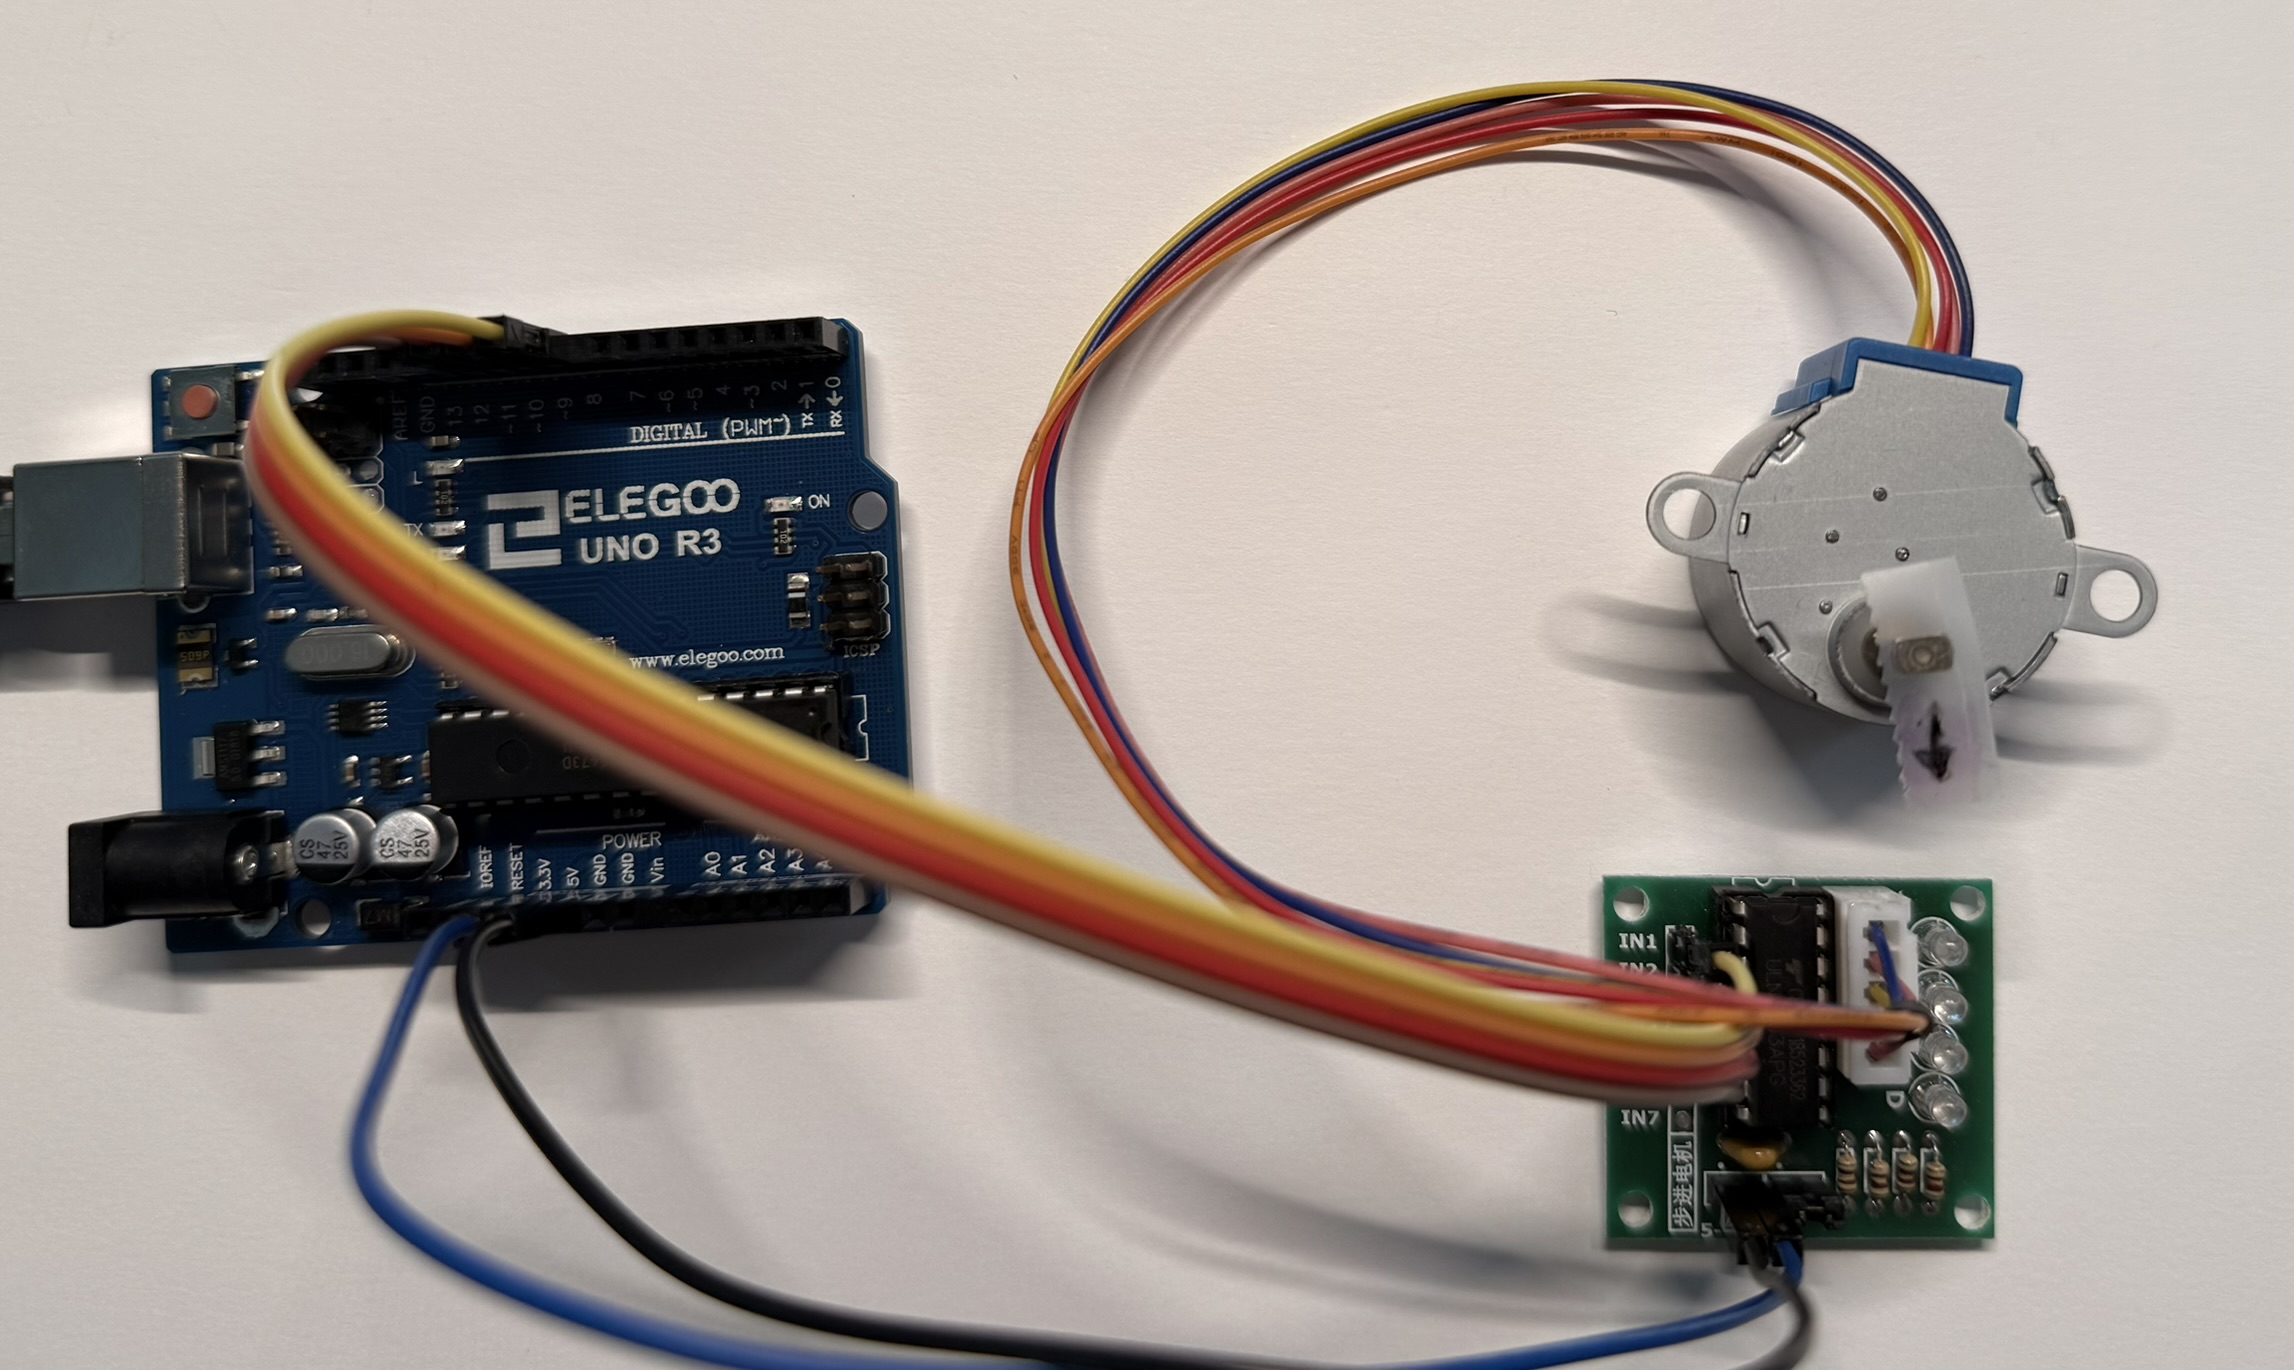 AREF
GND
13
12
~11
~10
~9
8
7
~6
~5
4
~3
2
TX→1
RX←0
DIGITAL (PWM~)
L
TX
ELEGOO
UNO R3
ON
ICSP
www.elegoo.com
CS
47
25V
CS
47
25V
POWER
IOREF
RESET
3.3V
5V
GND
GND
Vin
A0
A1
A2
A3
IN1
IN2
IN7
D
步进电机